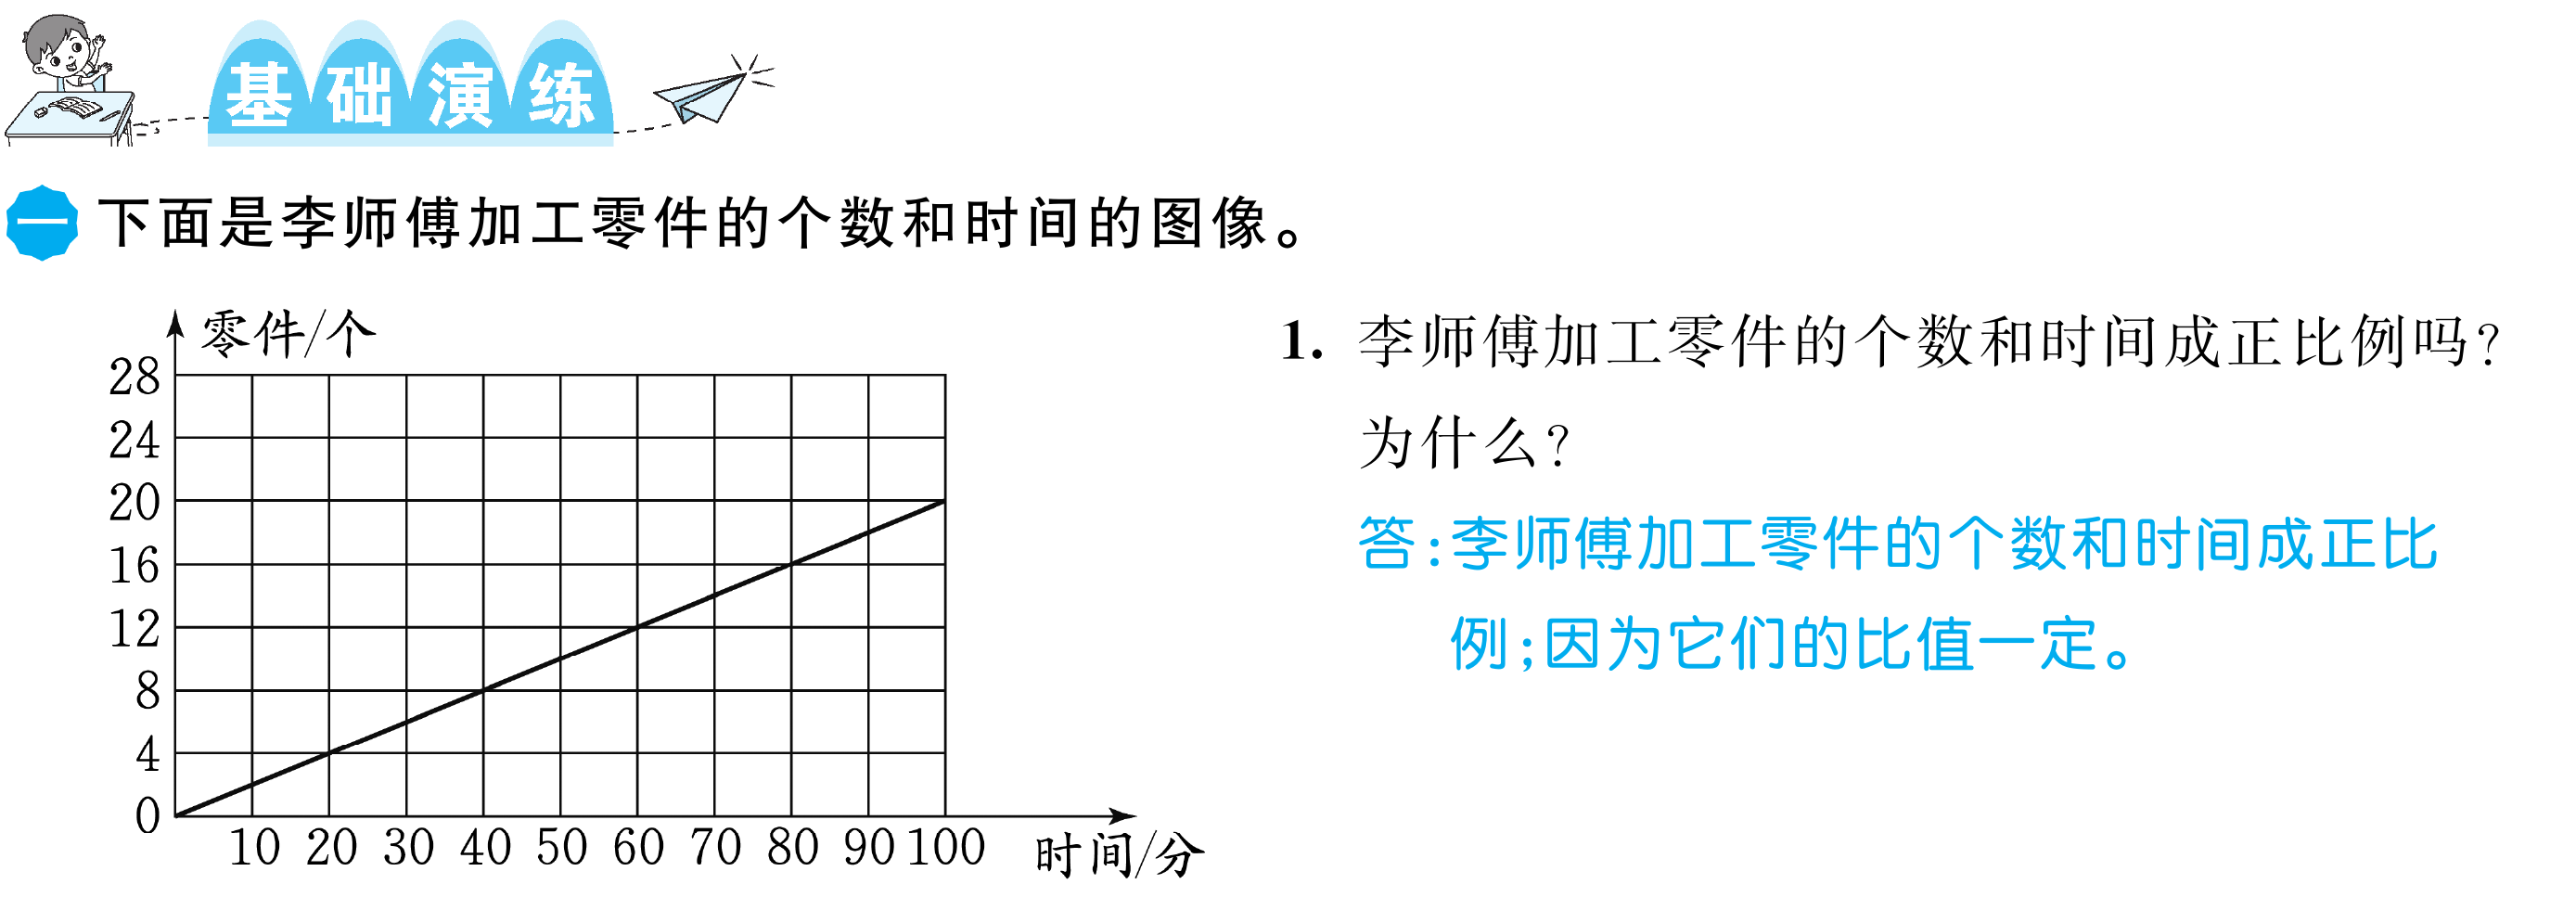 基础演练
一 下面是李师傅加工零件的个数和时间的图像。
零件/个
28
24
20
16
12
8
4
0
10 20 30 40 50 60 70 80 90 100 时间/分
1. 李师傅加工零件的个数和时间成正比例吗?
为什么?
答:李师傅加工零件的个数和时间成正比
例;因为它们的比值一定。